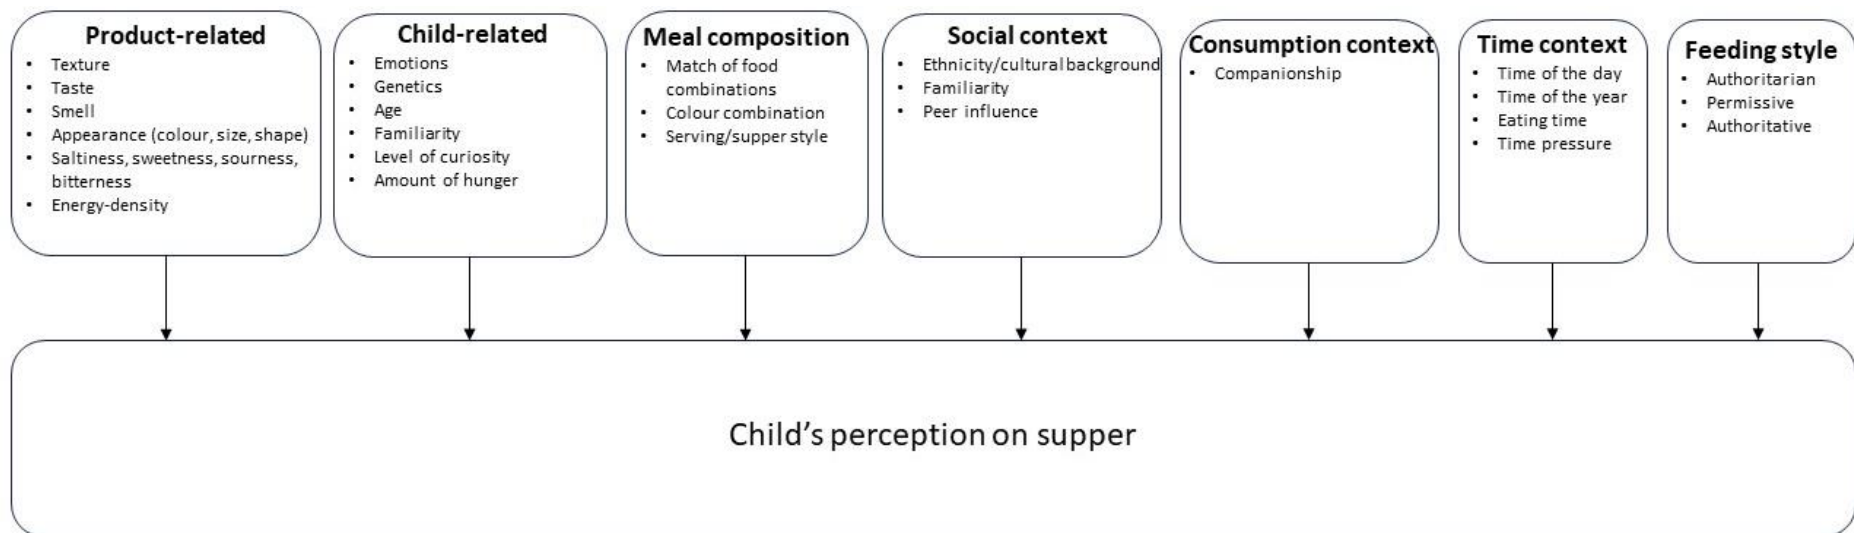 Product-related
• Texture
• Taste
• Smell
• Appearance (colour, size, shape)
• Saltiness, sweetness, sourness,
bitterness
• Energy-density
Child-related
• Emotions
• Genetics
• Age
• Familiarity
• Level of curiosity
• Amount of hunger
Meal composition
• Match of food
combinations
• Colour combination
• Serving/supper style
Social context
• Ethnicity/cultural background
• Familiarity
• Peer influence
Consumption context
• Companionship
Time context
• Time of the day
• Time of the year
• Eating time
• Time pressure
Feeding style
• Authoritarian
• Permissive
• Authoritative
Child’s perception on supper